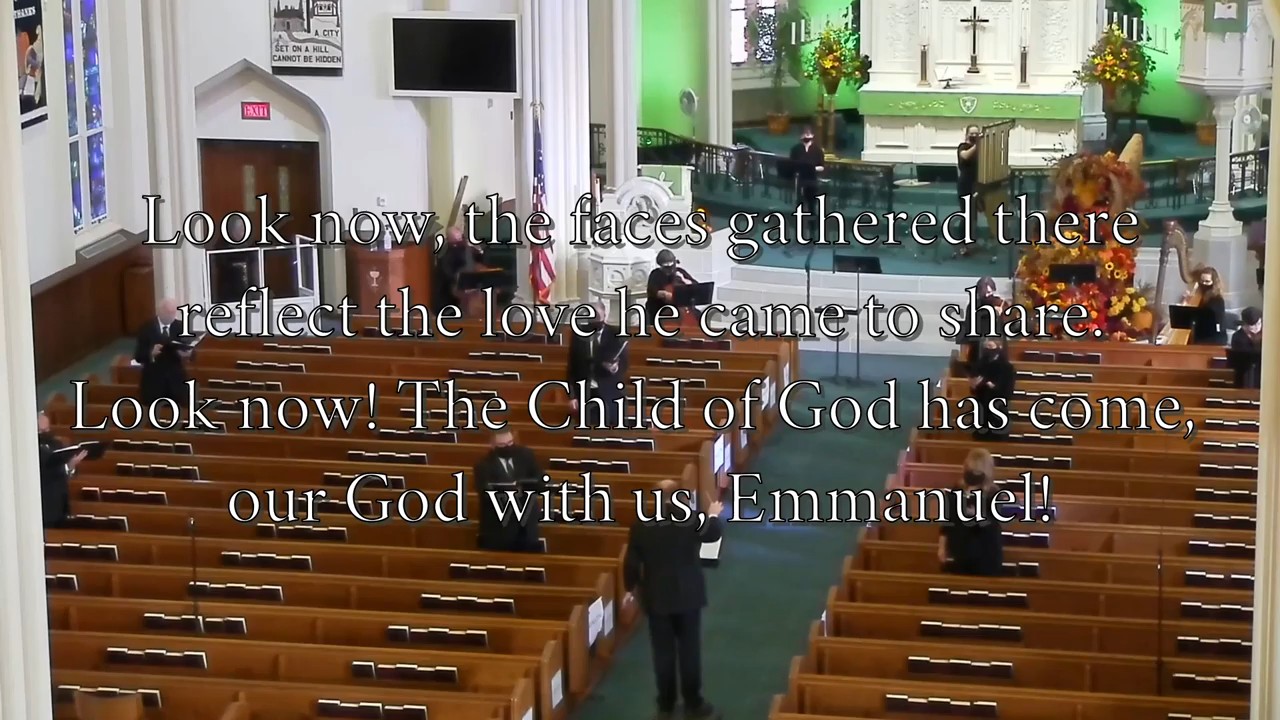 A CITY
SET ON A HILL
CANNOT BE HIDDEN
EXIT
Look now, the faces gathered there
reflect the love he came to share.
Look now! The Child of God has come,
our God with us, Emmanuel!